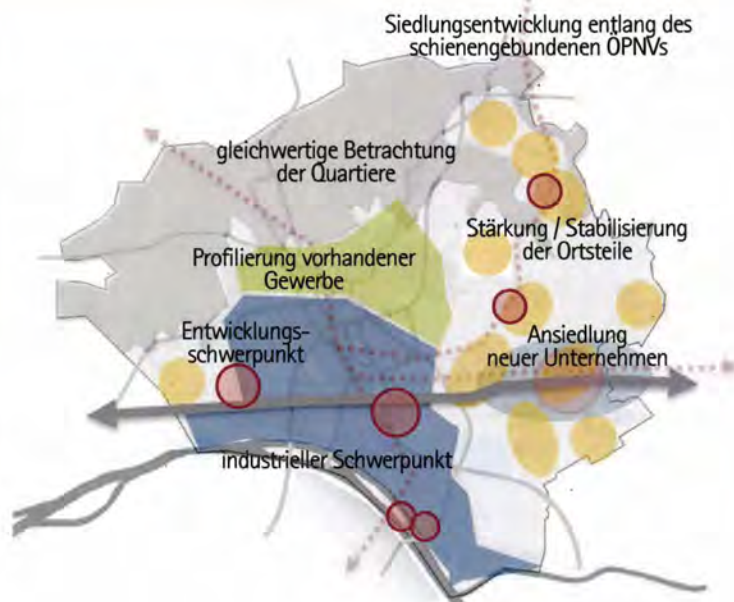 Siedlungsentwicklung entlang des
schienengebundenen ÖPNVs
gleichwertige Betrachtung
der Quartiere
Stärkung / Stabilisierung
der Ortsteile
Profilierung vorhandener
Gewerbe
Entwicklungs-
schwerpunkt
Ansiedlung
neuer Unternehmen
industrieller Schwerpunkt